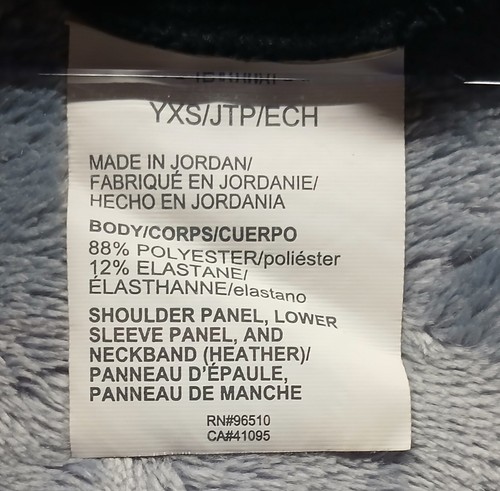 YXS/JTP/ECH
MADE IN JORDAN/
FABRIQUÉ EN JORDANIE/
HECHO EN JORDANIA
BODY/CORPS/CUERPO
88% POLYESTER/poliéster
12% ELASTANE/
ÉLASTHANNE/elastano
SHOULDER PANEL, LOWER
SLEEVE PANEL, AND
NECKBAND (HEATHER)/
PANNEAU D'ÉPAULE,
PANNEAU DE MANCHE
RN#96510
CA#41095